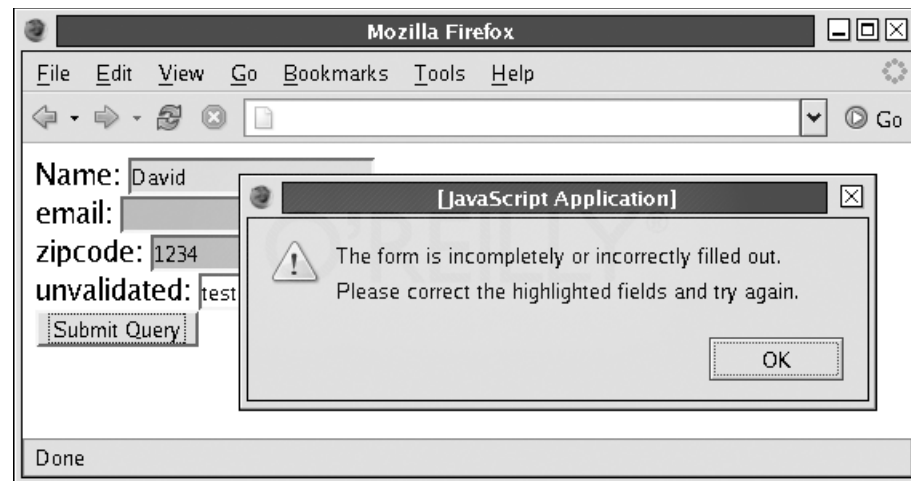 Mozilla Firefox
File Edit View Go Bookmarks Tools Help
Go
Name: David
email:
zipcode: 1234
unvalidated: test
Submit Query
[JavaScript Application]
O'REILLY®
The form is incompletely or incorrectly filled out.
Please correct the highlighted fields and try again.
OK
Done